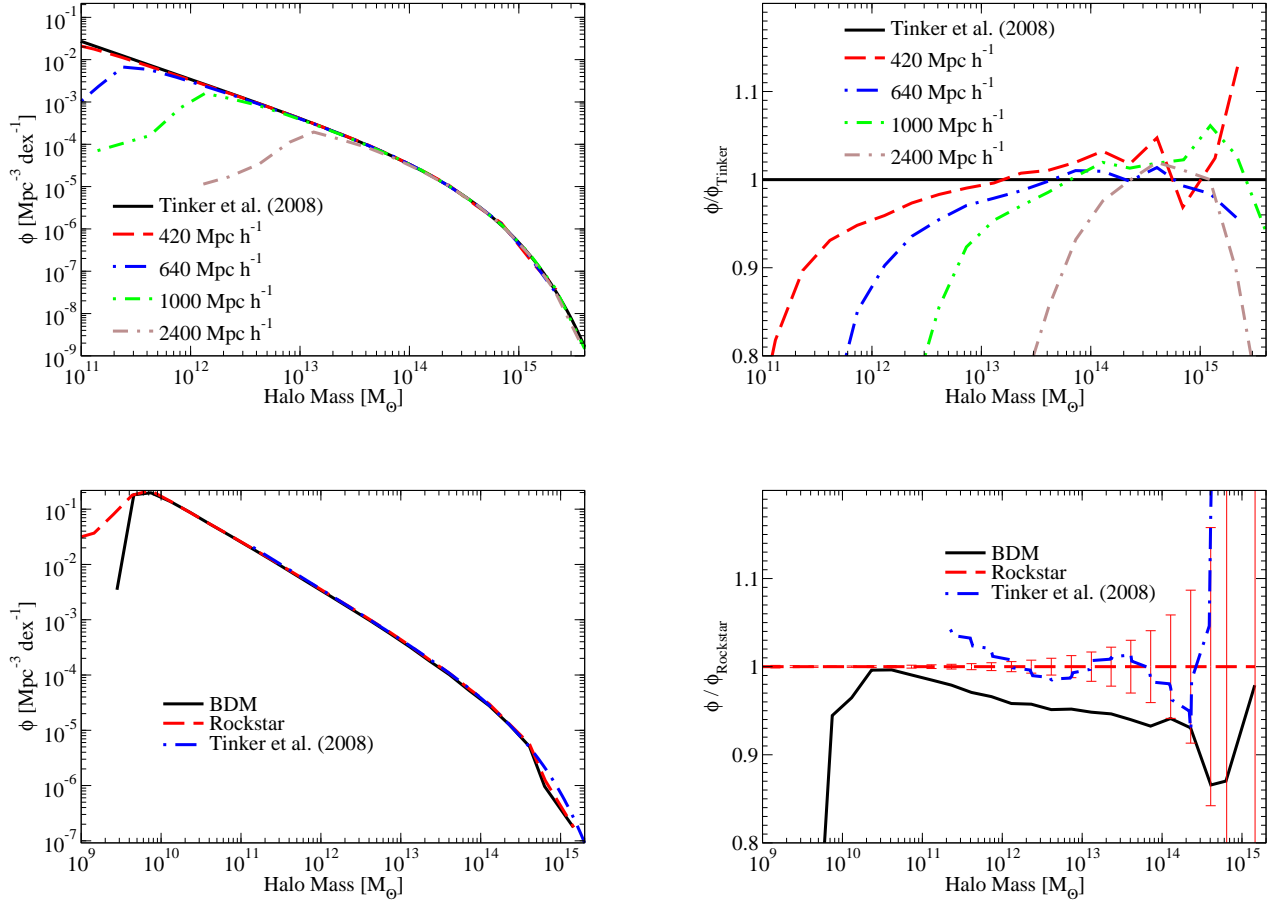 10^-1
10^-2
10^-3
10^-4
10^-5
10^-6
10^-7
10^-8
10^-9
ϕ [Mpc^-3 dex^-1]
Tinker et al. (2008)
420 Mpc h^-1
640 Mpc h^-1
1000 Mpc h^-1
2400 Mpc h^-1
10^11 10^12 10^13 10^14 10^15
Halo Mass [M_⊙]
1.1
1
0.9
0.8
ϕ/ϕ_Tinker
Tinker et al. (2008)
420 Mpc h^-1
640 Mpc h^-1
1000 Mpc h^-1
2400 Mpc h^-1
10^11 10^12 10^13 10^14 10^15
Halo Mass [M_⊙]
10^-1
10^-2
10^-3
10^-4
10^-5
10^-6
10^-7
ϕ [Mpc^-3 dex^-1]
BDM
Rockstar
Tinker et al. (2008)
10^9 10^10 10^11 10^12 10^13 10^14 10^15
Halo Mass [M_⊙]
1.1
1
0.9
0.8
ϕ / ϕ_Rockstar
BDM
Rockstar
Tinker et al. (2008)
10^9 10^10 10^11 10^12 10^13 10^14 10^15
Halo Mass [M_⊙]